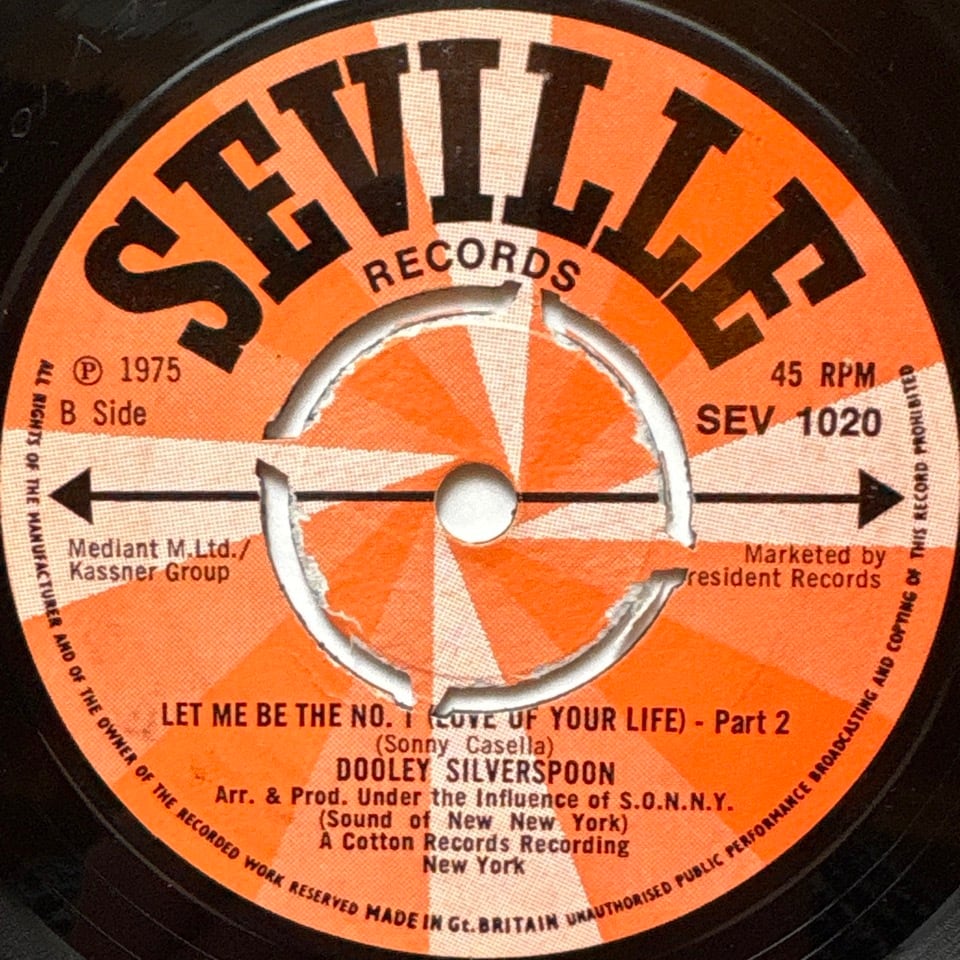 SEVILLE
RECORDS
Ⓟ 1975
B Side
45 RPM
SEV 1020
Mediant M.Ltd./
Kassner Group
Marketed by
President Records
LET ME BE THE NO. 1 (LOVE OF YOUR LIFE) - Part 2
(Sonny Casella)
DOOLEY SILVERSPOON
Arr. & Prod. Under the Influence of S.O.N.N.Y.
(Sound of New New York)
A Cotton Records Recording
New York
ALL RIGHTS OF THE MANUFACTURER AND OF THE OWNER OF THE RECORDED WORK RESERVED MADE IN Gt. BRITAIN UNAUTHORISED PUBLIC PERFORMANCE BROADCASTING AND COPYING OF THIS RECORD PROHIBITED